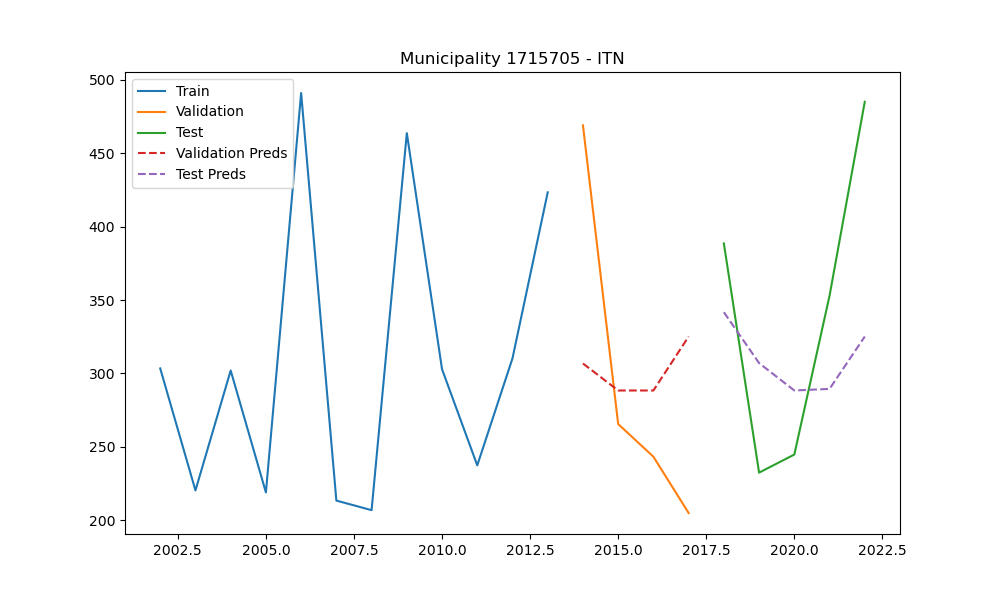 Municipality 1715705 - ITN
Train
Validation
Test
Validation Preds
Test Preds
500
450
400
350
300
250
200
2002.5 2005.0 2007.5 2010.0 2012.5 2015.0 2017.5 2020.0 2022.5